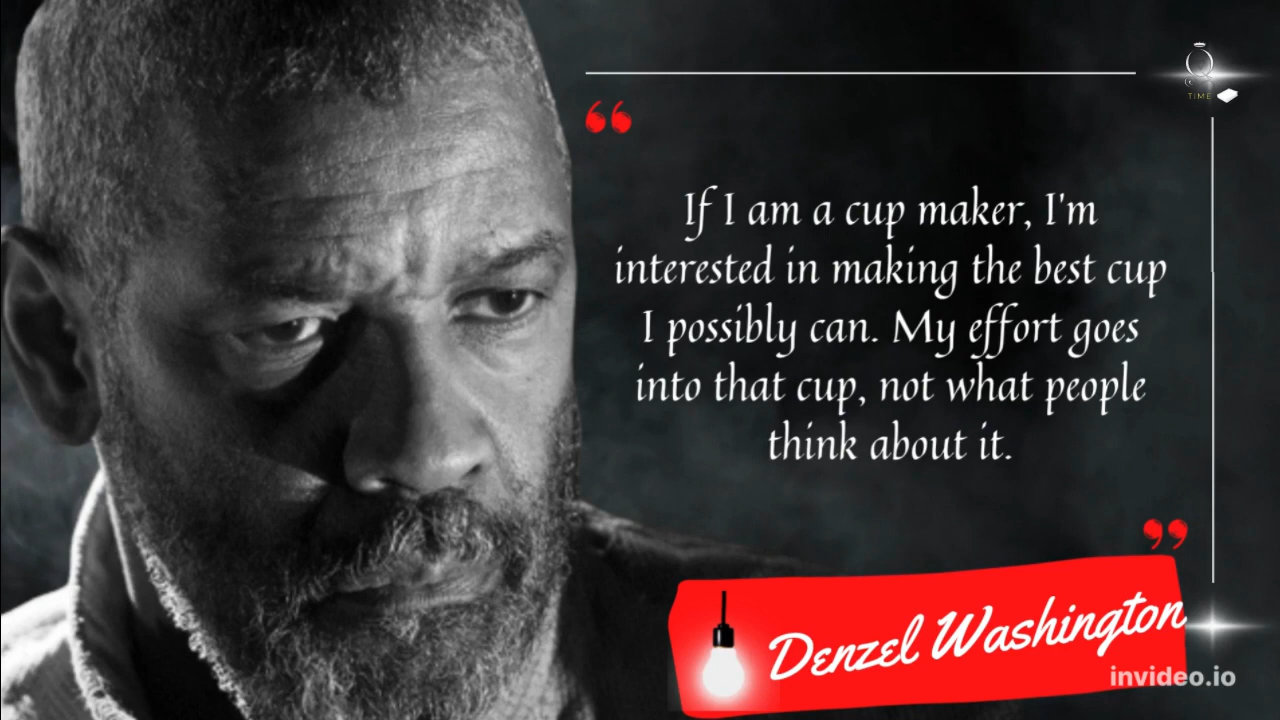 Q
TIME
“
If I am a cup maker, I'm
interested in making the best cup
I possibly can. My effort goes
into that cup, not what people
think about it.
”
Denzel Washington
invideo.io